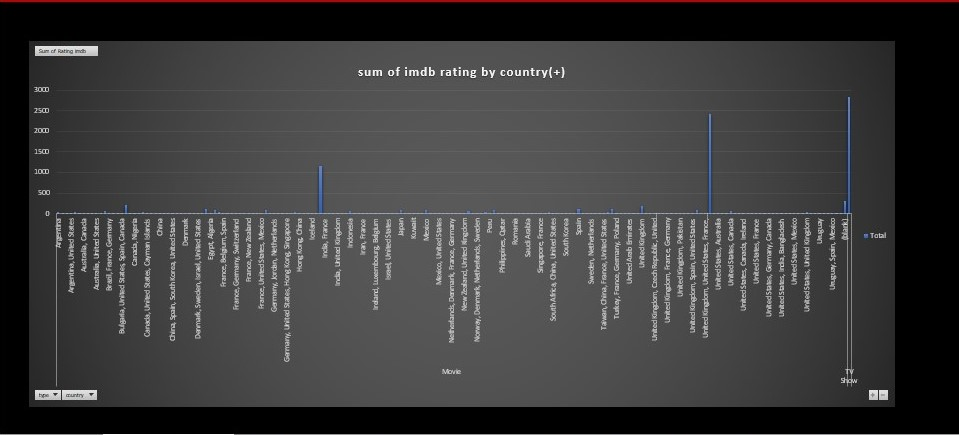 Sum of Rating imdb
sum of imdb rating by country(+)
3000
2500
2000
1500
1000
500
0
Argentina
Argentina, United States
Australia, Canada
Australia, United States
Brazil, France, Germany
Bulgaria, United States, Spain, Canada
Canada, Nigeria
Canada, United States, Cayman Islands
China
China, Spain, South Korea, United States
Denmark
Denmark, Sweden, Israel, United States
Egypt, Algeria
France, Belgium, Spain
France, Germany, Switzerland
France, New Zealand
France, United States, Mexico
Germany, Jordan, Netherlands
Germany, United States, Hong Kong, Singapore
Hong Kong, China
Iceland
India, France
India, United Kingdom
Indonesia
Iran, France
Ireland, Luxembourg, Belgium
Israel, United States
Japan
Kuwait
Mexico
Mexico, United States
Netherlands, Denmark, France, Germany
New Zealand, United Kingdom
Norway, Denmark, Netherlands, Sweden
Peru
Philippines, Qatar
Romania
Saudi Arabia
Singapore, France
South Africa, China, United States
South Korea
Spain
Sweden, Netherlands
Taiwan, China, France, United States
Turkey, France, Germany, Poland
United Arab Emirates
United Kingdom
United Kingdom, Czech Republic, United…
United Kingdom, France, Germany
United Kingdom, Pakistan
United Kingdom, Spain, United States
United Kingdom, United States, France,…
United States, Australia
United States, Canada
United States, Canada, Ireland
United States, France
United States, Germany, Canada
United States, India, Bangladesh
United States, Mexico
United States, United Kingdom
Uruguay
Uruguay, Spain, Mexico
(blank)
Total
Movie
TV
Show
type
country
+ −